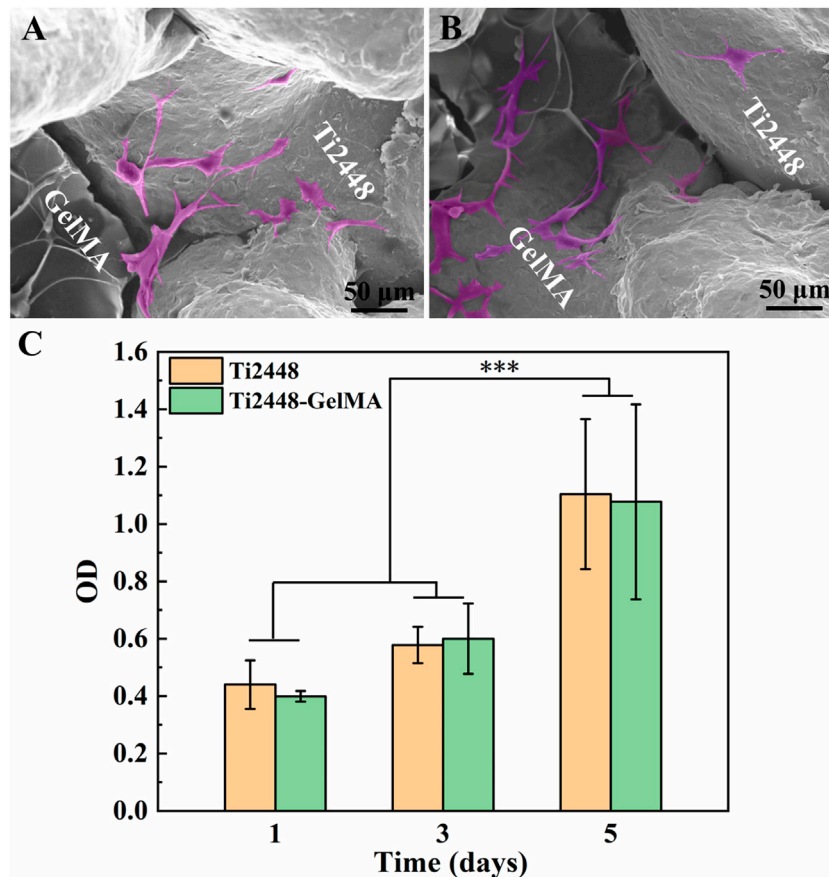 A
B
Ti2448
Ti2448
GelMA
GelMA
50 µm
50 µm
C
Ti2448
Ti2448-GelMA
***
1.6
1.4
1.2
1.0
0.8
0.6
0.4
0.2
0.0
OD
1 3 5
Time (days)